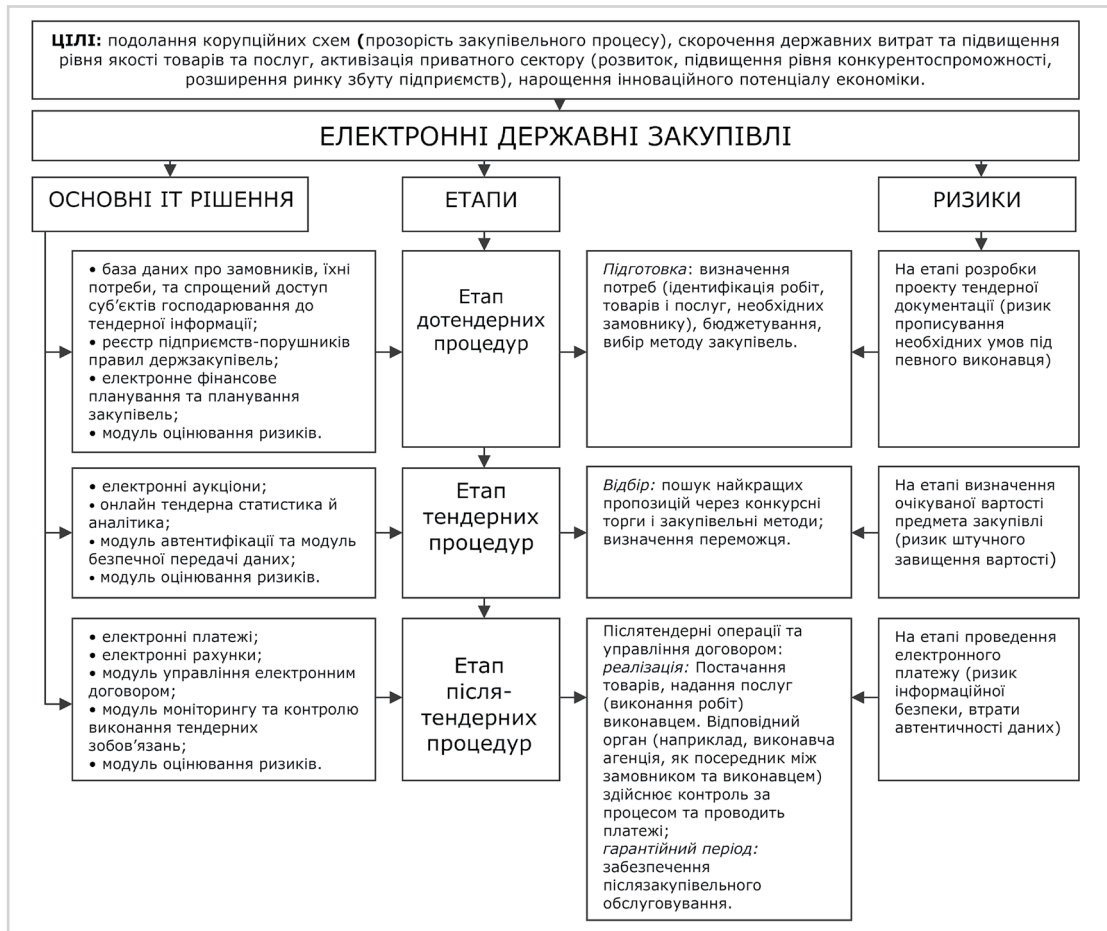 ЦІЛІ: подолання корупційних схем (прозорість закупівельного процесу), скорочення державних витрат та підвищення
рівня якості товарів та послуг, активізація приватного сектору (розвиток, підвищення рівня конкурентоспроможності,
розширення ринку збуту підприємств), нарощення інноваційного потенціалу економіки.
ЕЛЕКТРОННІ ДЕРЖАВНІ ЗАКУПІВЛІ
ОСНОВНІ ІТ РІШЕННЯ
ЕТАПИ
РИЗИКИ
• база даних про замовників, їхні
потреби, та спрощений доступ
суб’єктів господарювання до
тендерної інформації;
• реєстр підприємств-порушників
правил держзакупівель;
• електронне фінансове
планування та планування
закупівель;
• модуль оцінювання ризиків.
Етап
дотендерних
процедур
Підготовка: визначення
потреб (ідентифікація робіт,
товарів і послуг, необхідних
замовнику), бюджетування,
вибір методу закупівель.
На етапі розробки
проекту тендерної
документації (ризик
прописування
необхідних умов під
певного виконавця)
• електронні аукціони;
• онлайн тендерна статистика й
аналітика;
• модуль автентифікації та модуль
безпечної передачі даних;
• модуль оцінювання ризиків.
Етап
тендерних
процедур
Відбір: пошук найкращих
пропозицій через конкурсні
торги і закупівельні методи;
визначення переможця.
На етапі визначення
очікуваної вартості
предмета закупівлі
(ризик штучного
завищення вартості)
• електронні платежі;
• електронні рахунки;
• модуль управління електронним
договором;
• модуль моніторингу та контролю
виконання тендерних
зобов’язань;
• модуль оцінювання ризиків.
Етап
після-
тендерних
процедур
Післятендерні операції та
управління договором:
реалізація: Постачання
товарів, надання послуг
(виконання робіт)
виконавцем. Відповідний
орган (наприклад, виконавча
агенція, як посередник між
замовником та виконавцем)
здійснює контроль за
процесом та проводить
платежі;
гарантійний період:
забезпечення
післязакупівельного
обслуговування.
На етапі проведення
електронного
платежу (ризик
інформаційної
безпеки, втрати
автентичності даних)